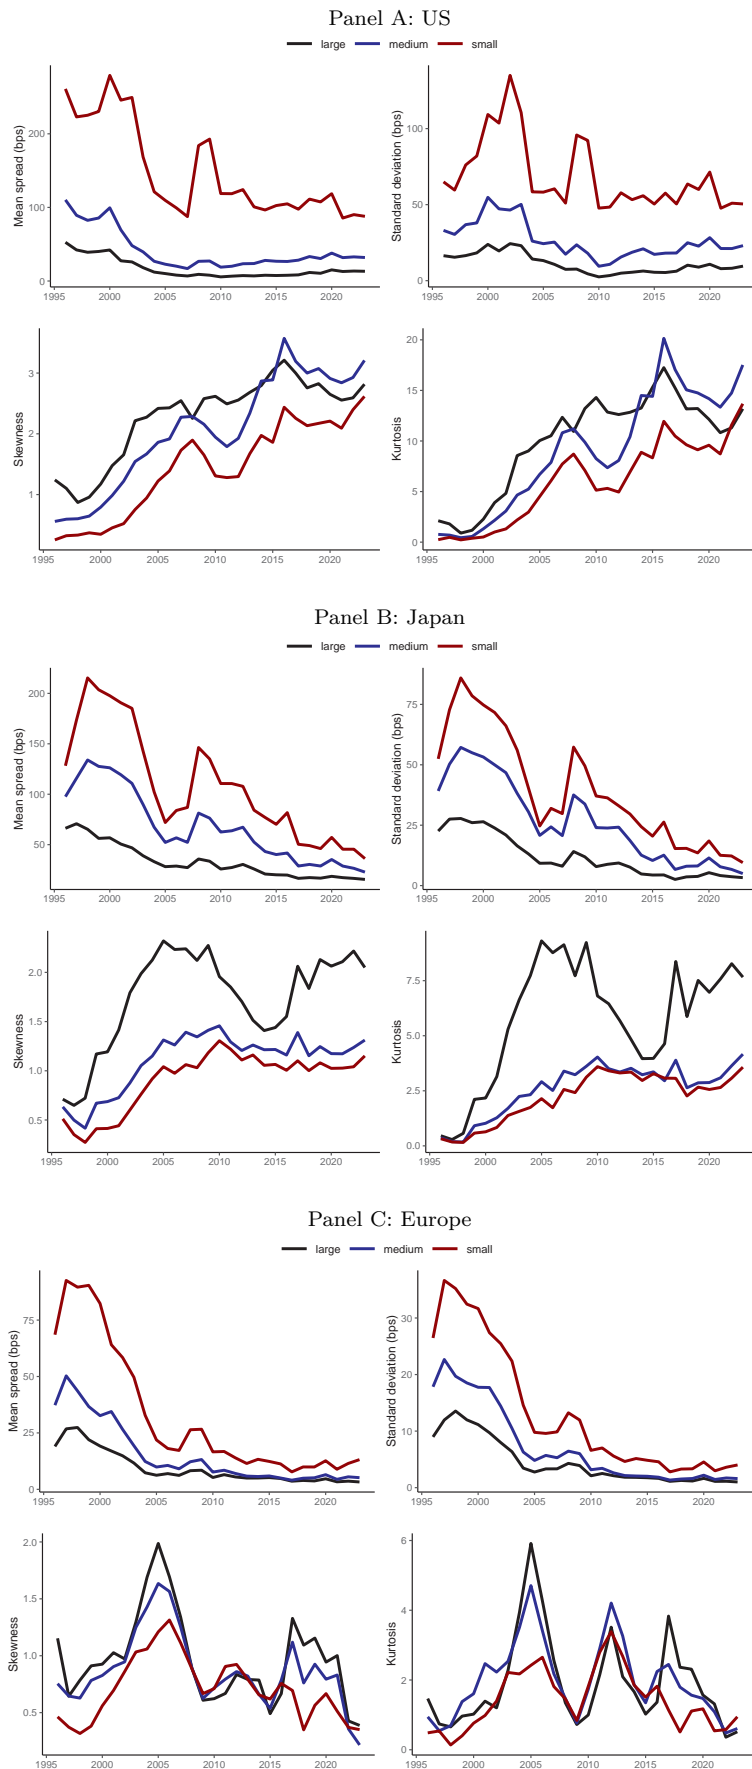 Panel A: US
large medium small
Mean spread (bps)
200
100
0
1995 2000 2005 2010 2015 2020
Standard deviation (bps)
100
50
0
1995 2000 2005 2010 2015 2020
Skewness
3
2
1
1995 2000 2005 2010 2015 2020
Kurtosis
20
15
10
5
0
1995 2000 2005 2010 2015 2020
Panel B: Japan
large medium small
Mean spread (bps)
200
150
100
50
1995 2000 2005 2010 2015 2020
Standard deviation (bps)
75
50
25
0
1995 2000 2005 2010 2015 2020
Skewness
2.0
1.5
1.0
0.5
1995 2000 2005 2010 2015 2020
Kurtosis
7.5
5.0
2.5
0.0
1995 2000 2005 2010 2015 2020
Panel C: Europe
large medium small
Mean spread (bps)
75
50
25
0
1995 2000 2005 2010 2015 2020
Standard deviation (bps)
30
20
10
0
1995 2000 2005 2010 2015 2020
Skewness
2.0
1.5
1.0
0.5
1995 2000 2005 2010 2015 2020
Kurtosis
6
4
2
0
1995 2000 2005 2010 2015 2020